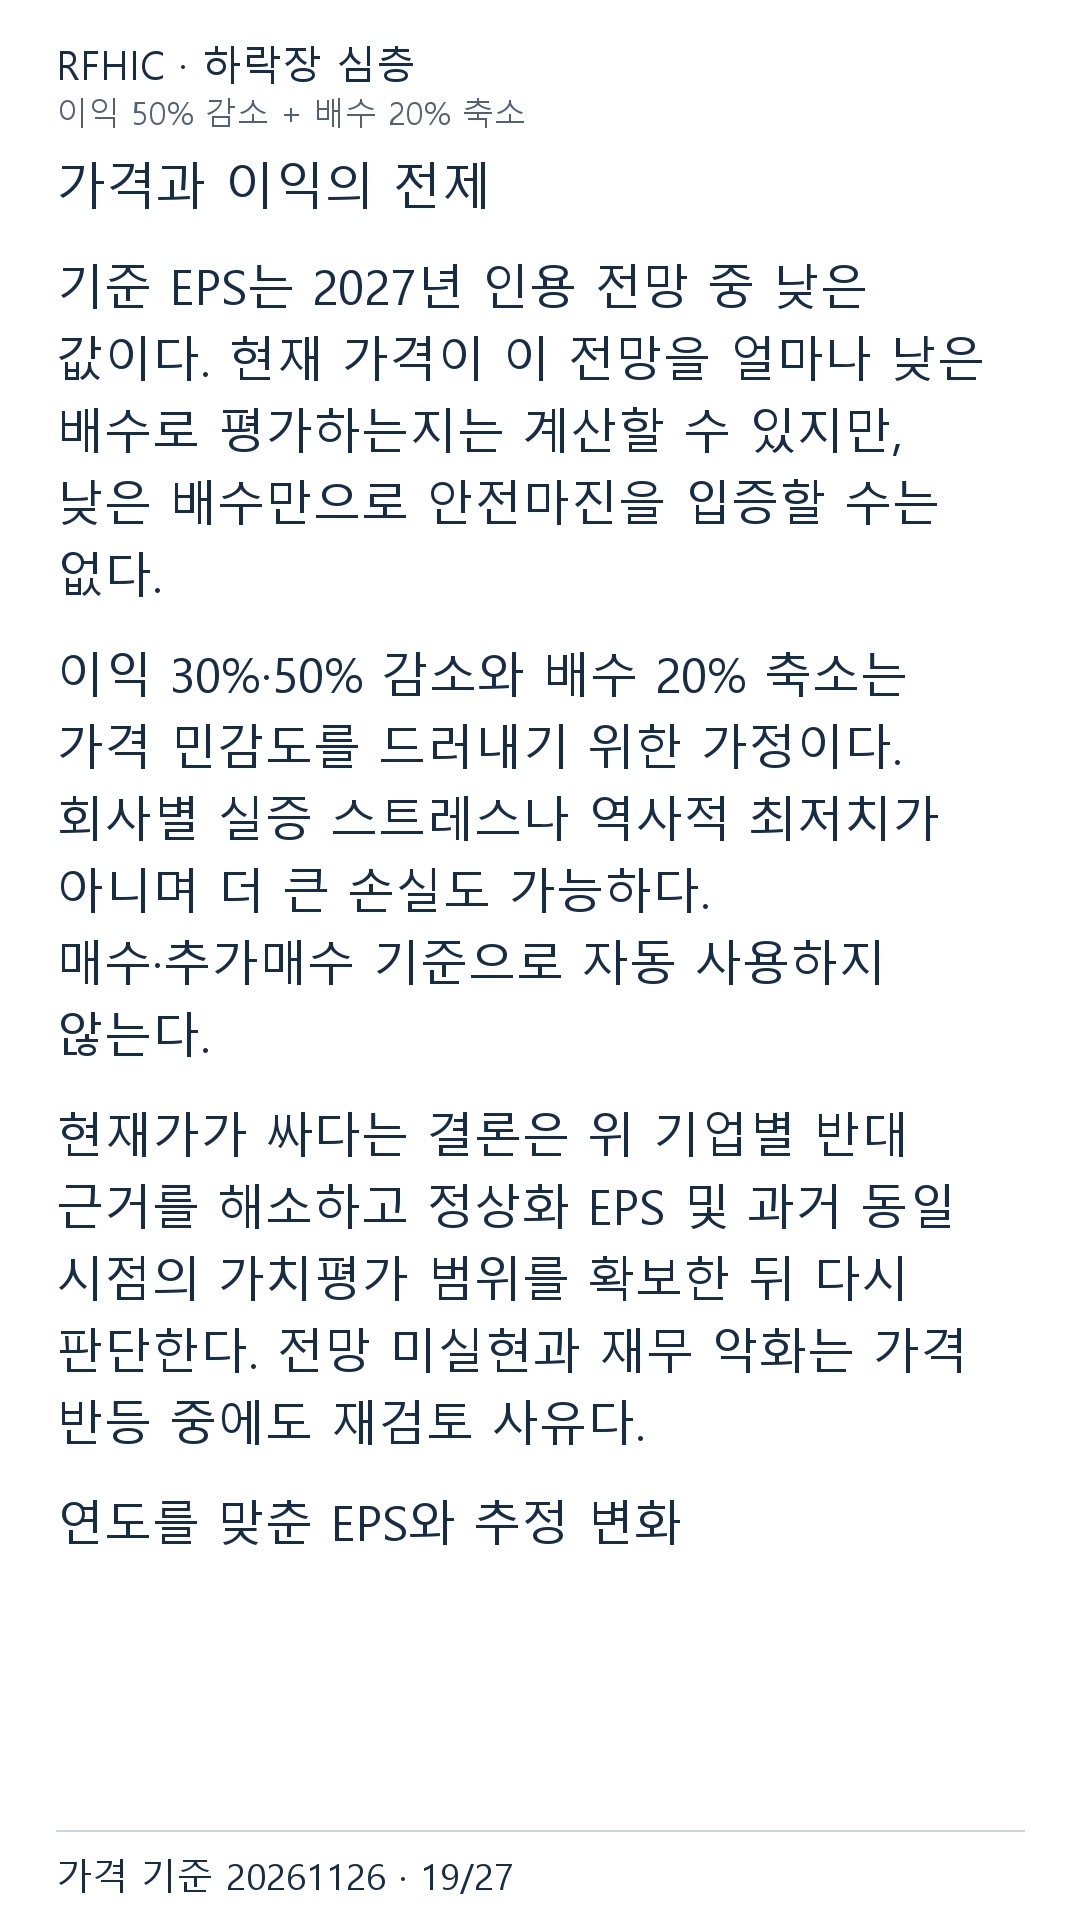 RFHIC · 하락장 심층
이익 50% 감소 + 배수 20% 축소
가격과 이익의 전제
기준 EPS는 2027년 인용 전망 중 낮은
값이다. 현재 가격이 이 전망을 얼마나 낮은
배수로 평가하는지는 계산할 수 있지만,
낮은 배수만으로 안전마진을 입증할 수는
없다.
이익 30%·50% 감소와 배수 20% 축소는
가격 민감도를 드러내기 위한 가정이다.
회사별 실증 스트레스나 역사적 최저치가
아니며 더 큰 손실도 가능하다.
매수·추가매수 기준으로 자동 사용하지
않는다.
현재가가 싸다는 결론은 위 기업별 반대
근거를 해소하고 정상화 EPS 및 과거 동일
시점의 가치평가 범위를 확보한 뒤 다시
판단한다. 전망 미실현과 재무 악화는 가격
반등 중에도 재검토 사유다.
연도를 맞춘 EPS와 추정 변화
가격 기준 20261126 · 19/27